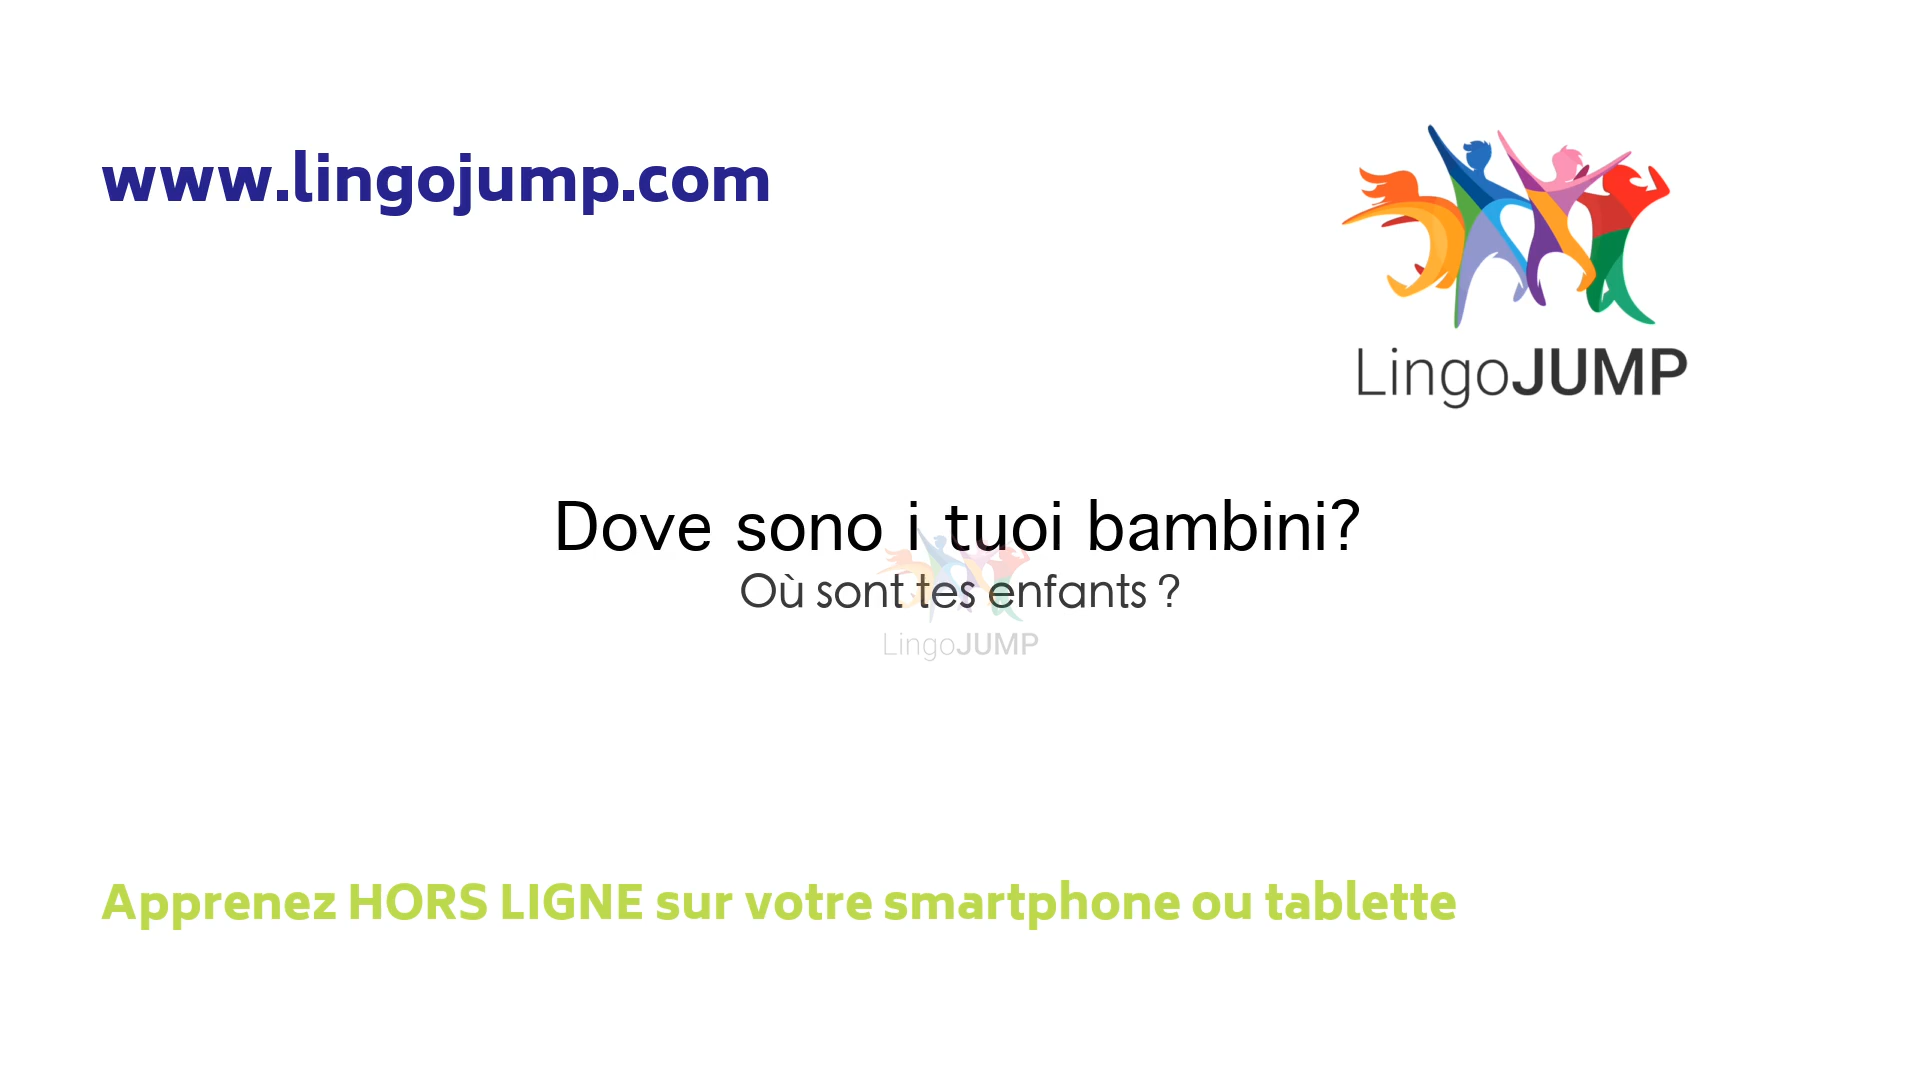 www.lingojump.com
LingoJUMP
Dove sono i tuoi bambini?
Où sont tes enfants ?
LingoJUMP
Apprenez HORS LIGNE sur votre smartphone ou tablette